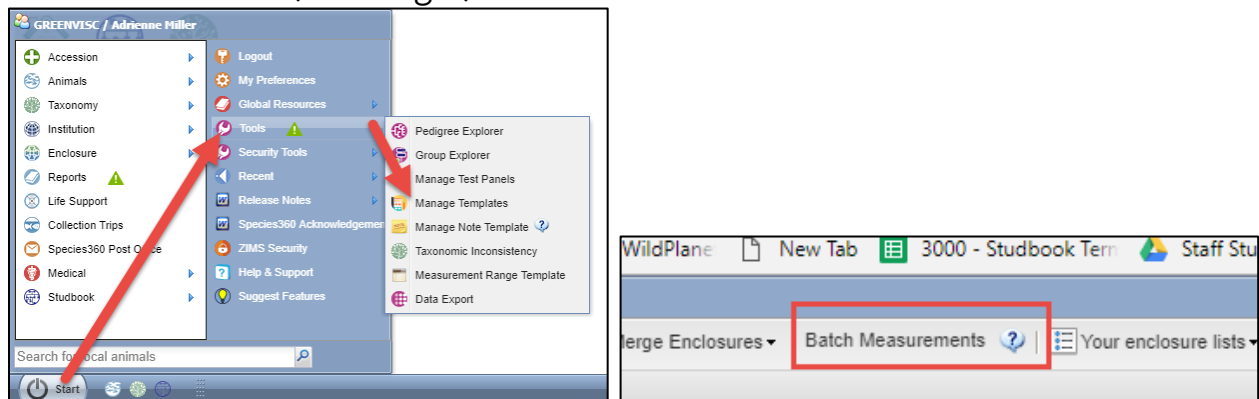 GREENVISC / Adrienne Miller
Accession
Animals
Taxonomy
Institution
Enclosure
Reports
Life Support
Collection Trips
Species360 Post Office
Medical
Studbook
Search for local animals
Start
Logout
My Preferences
Global Resources
Tools
Security Tools
Recent
Release Notes
Species360 Acknowledgemen
ZIMS Security
Help & Support
Suggest Features
Pedigree Explorer
Group Explorer
Manage Test Panels
Manage Templates
Manage Note Template
Taxonomic Inconsistency
Measurement Range Template
Data Export
WildPlane New Tab 3000 - Studbook Tern Staff Stu
Merge Enclosures Batch Measurements Your enclosure lists